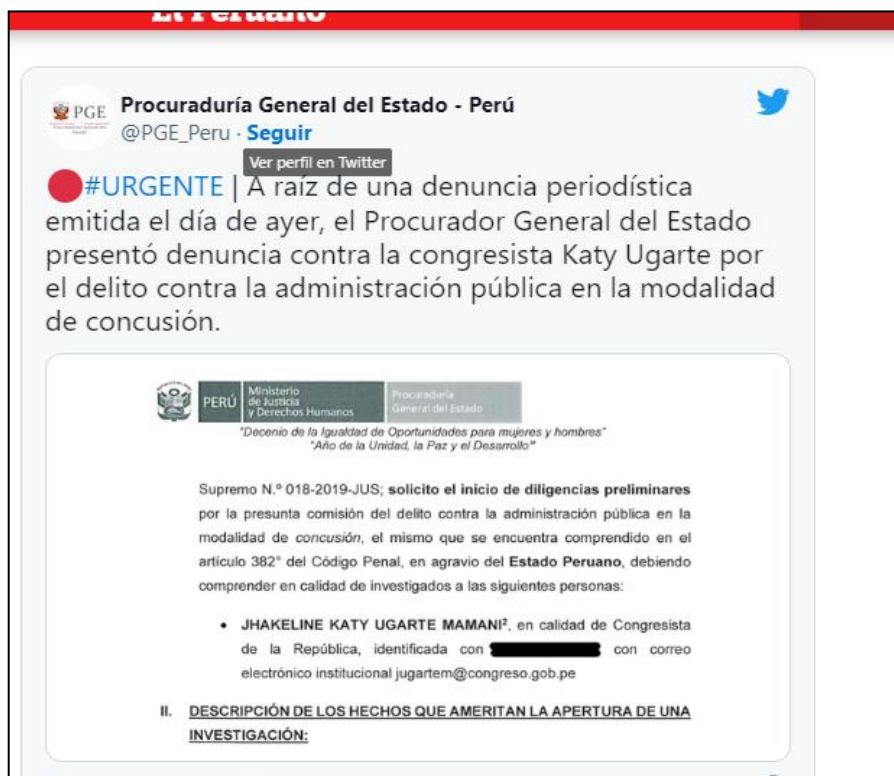 El Peruano
PGE
Procuraduría General del Estado - Perú
@PGE_Peru · Seguir
Ver perfil en Twitter
#URGENTE | A raíz de una denuncia periodística
emitida el día de ayer, el Procurador General del Estado
presentó denuncia contra la congresista Katy Ugarte por
el delito contra la administración pública en la modalidad
de concusión.
PERÚ
Ministerio
de Justicia
y Derechos Humanos
Procuraduría
General del Estado
"Decenio de la Igualdad de Oportunidades para mujeres y hombres"
"Año de la Unidad, la Paz y el Desarrollo"
Supremo N.º 018-2019-JUS; solicito el inicio de diligencias preliminares
por la presunta comisión del delito contra la administración pública en la
modalidad de concusión, el mismo que se encuentra comprendido en el
artículo 382° del Código Penal, en agravio del Estado Peruano, debiendo
comprender en calidad de investigados a las siguientes personas:
• JHAKELINE KATY UGARTE MAMANI², en calidad de Congresista
de la República, identificada con con correo
electrónico institucional jugartem@congreso.gob.pe
II. DESCRIPCIÓN DE LOS HECHOS QUE AMERITAN LA APERTURA DE UNA
INVESTIGACIÓN: